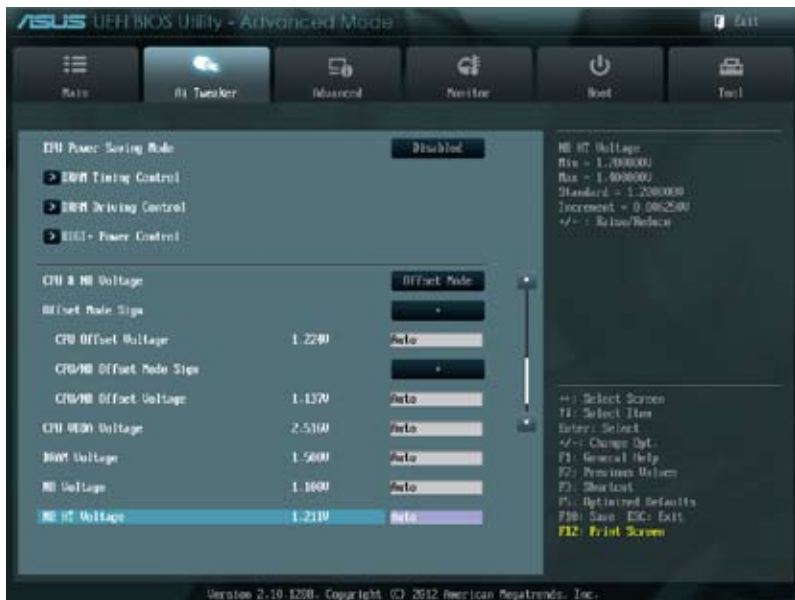 ASUS UEFI BIOS Utility - Advanced Mode
Exit
Main
Ai Tweaker
Advanced
Monitor
Boot
Tool
EPU Power Saving Mode Disabled
> DRAM Timing Control
> DRAM Driving Control
> DIGI+ Power Control
CPU & NB Voltage Offset Mode
Offset Mode Sign +
CPU Offset Voltage 1.224V Auto
CPU/NB Offset Mode Sign +
CPU/NB Offset Voltage 1.137V Auto
CPU VDDA Voltage 2.516V Auto
DRAM Voltage 1.500V Auto
NB Voltage 1.100V Auto
NB HT Voltage 1.211V Auto
NB HT Voltage
Min = 1.200000V
Max = 1.400000V
Standard = 1.200000
Increment = 0.006250V
+/- : Raise/Reduce
→←: Select Screen
↑↓: Select Item
Enter: Select
+/-: Change Opt.
F1: General Help
F2: Previous Values
F3: Shortcut
F5: Optimized Defaults
F10: Save ESC: Exit
F12: Print Screen
Version 2.10.1208. Copyright (C) 2012 American Megatrends, Inc.